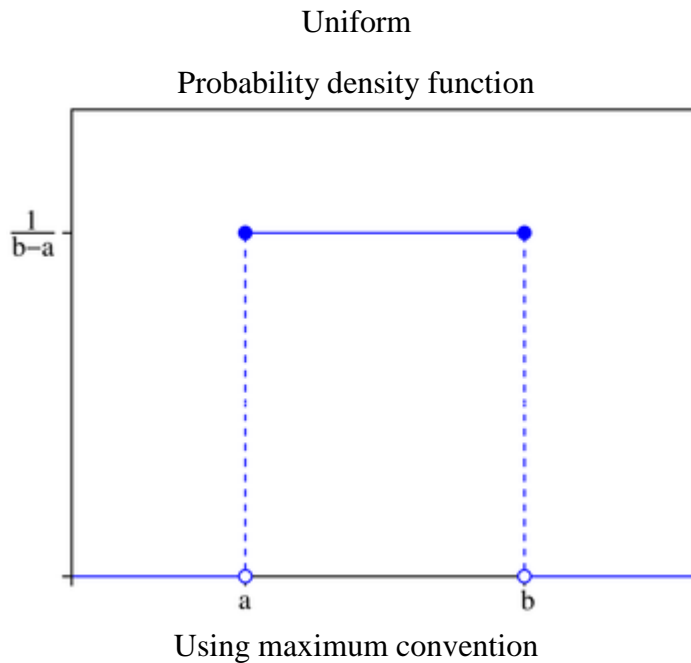 Uniform
Probability density function
1
b−a
a
b
Using maximum convention